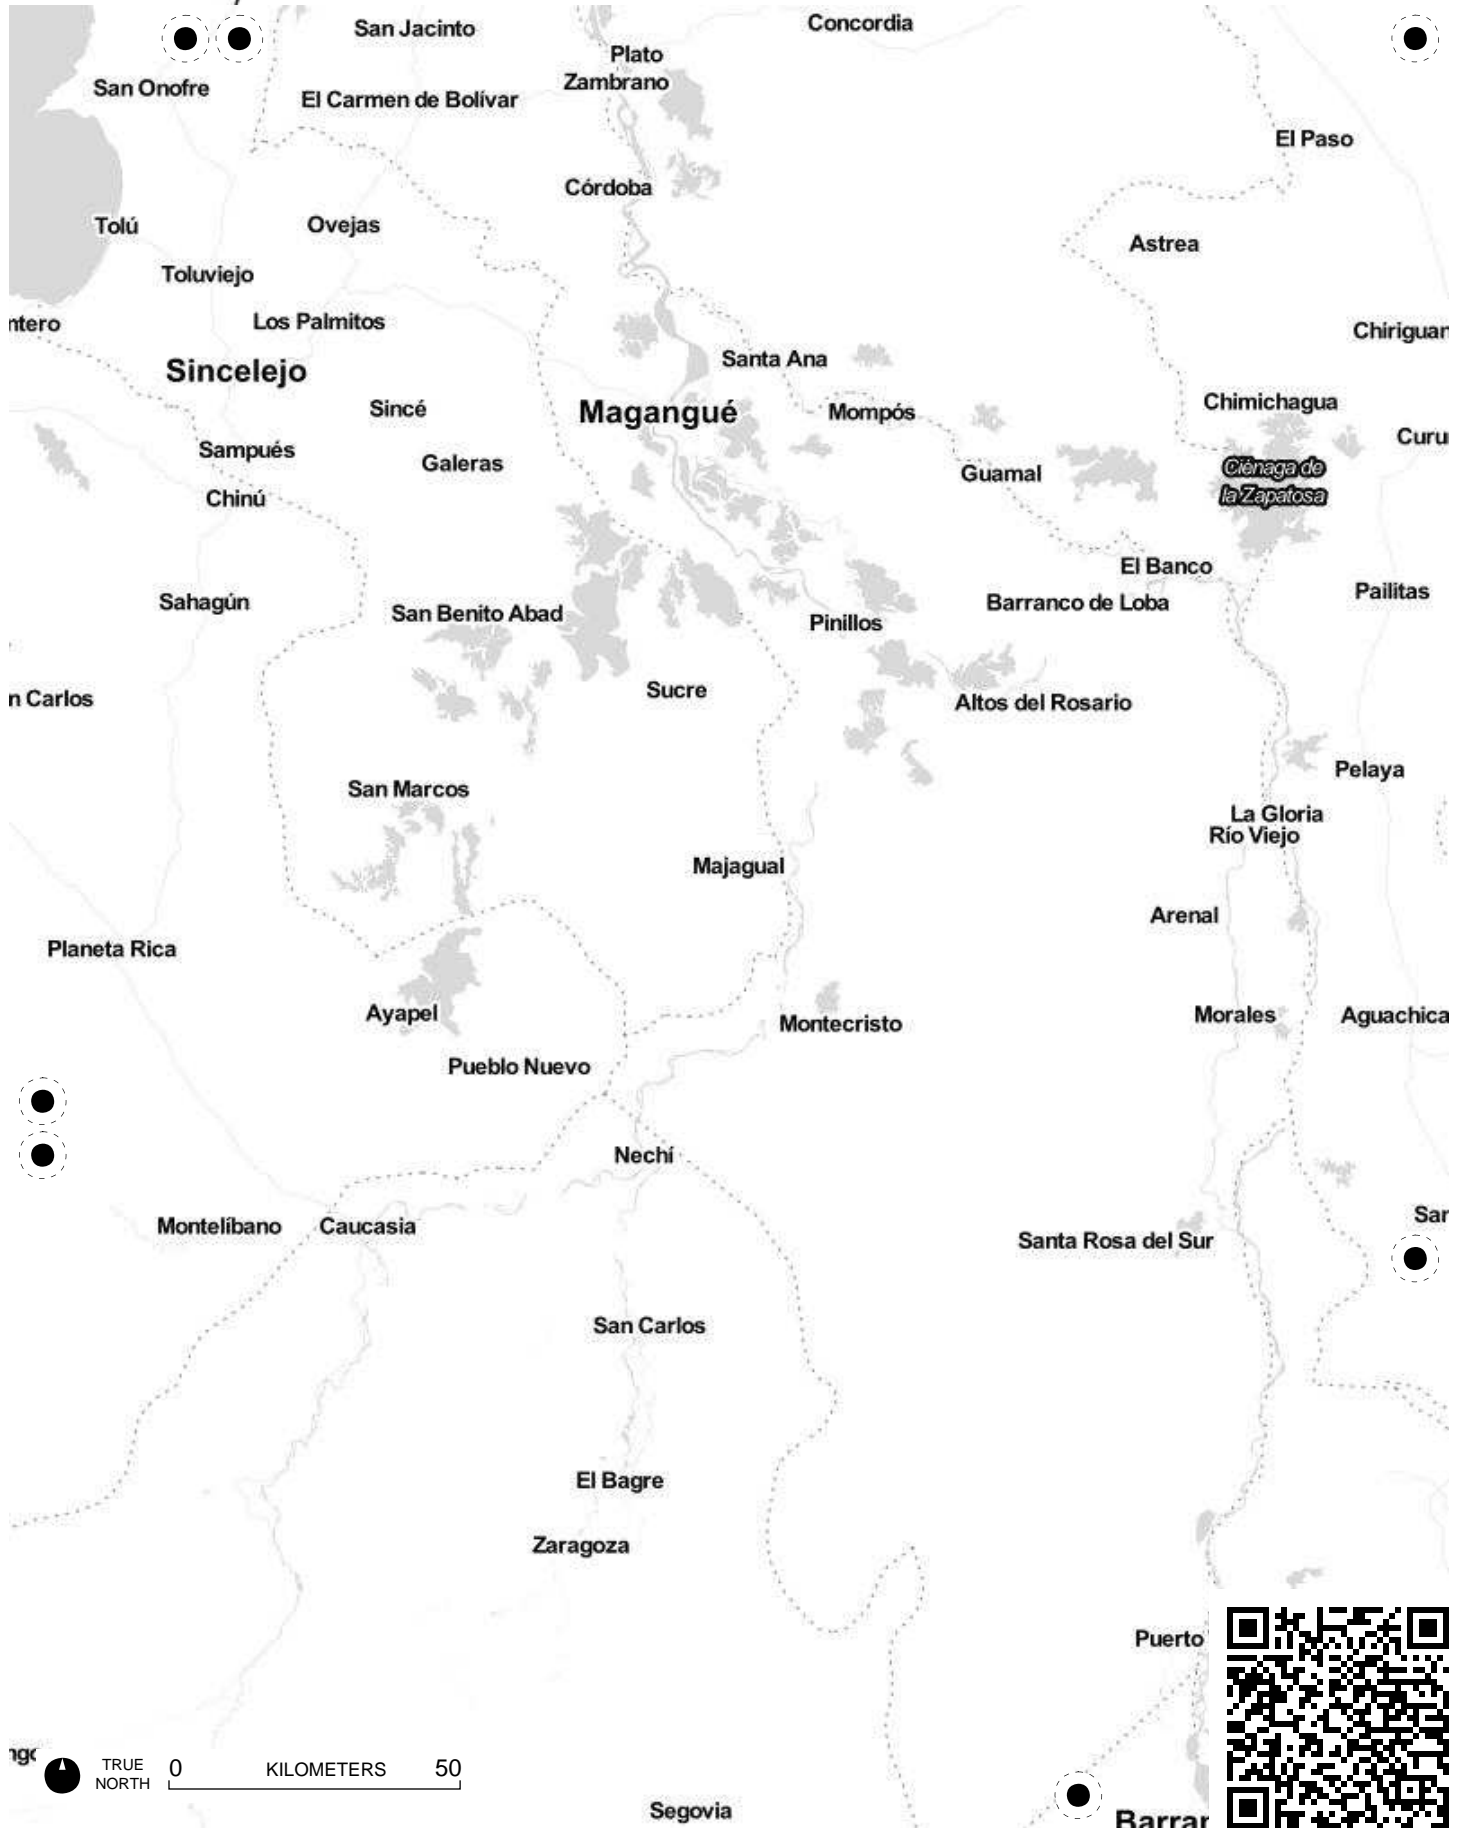 San Jacinto
Concordia
Plato
Zambrano
San Onofre
El Carmen de Bolívar
El Paso
Córdoba
Tolú
Ovejas
Astrea
Toluviejo
Los Palmitos
ntero
Chiriguan
Santa Ana
Sincelejo
Sincé
Magangué
Mompós
Chimichagua
Curu
Sampués
Galeras
Guamal
Ciénaga de
la Zapatosa
Chinú
El Banco
Pailitas
Sahagún
San Benito Abad
Barranco de Loba
Pinillos
n Carlos
Sucre
Altos del Rosario
Pelaya
San Marcos
La Gloria
Río Viejo
Majagual
Arenal
Planeta Rica
Ayapel
Montecristo
Morales
Aguachica
Pueblo Nuevo
Nechí
Montelíbano
Caucasia
Santa Rosa del Sur
Sar
San Carlos
El Bagre
Zaragoza
Puerto
TRUE
NORTH
0 KILOMETERS 50
Segovia
Barrar